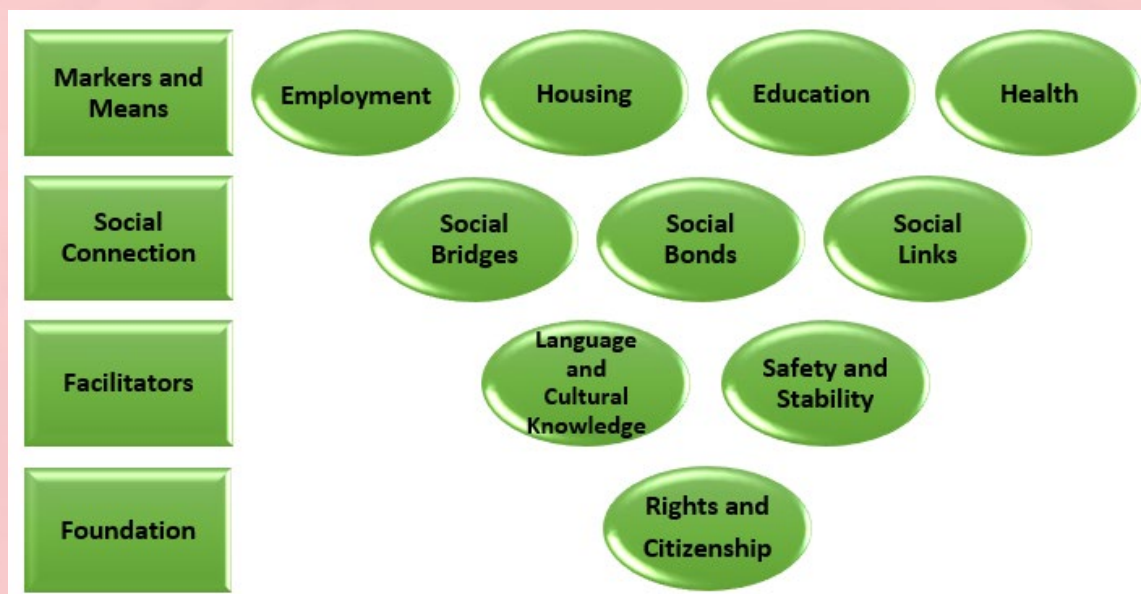 Markers and
Means
Employment
Housing
Education
Health
Social
Connection
Social
Bridges
Social
Bonds
Social
Links
Facilitators
Language
and
Cultural
Knowledge
Safety and
Stability
Foundation
Rights and
Citizenship